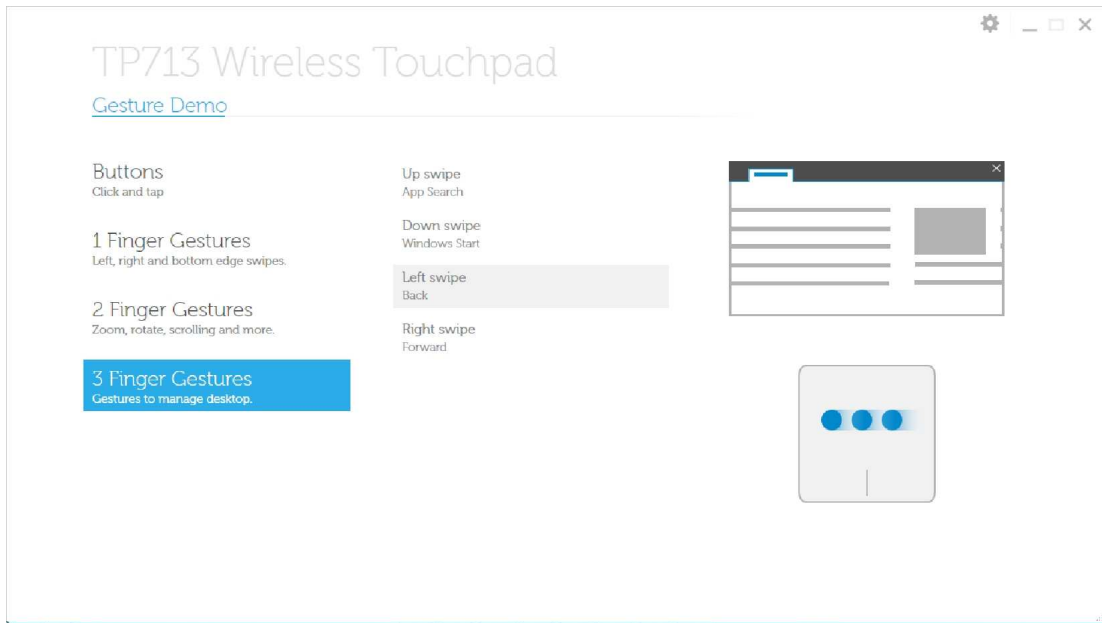 TP713 Wireless Touchpad
Gesture Demo
Buttons
Click and tap
1 Finger Gestures
Left, right and bottom edge swipes.
2 Finger Gestures
Zoom, rotate, scrolling and more.
3 Finger Gestures
Gestures to manage desktop.
Up swipe
App Search
Down swipe
Windows Start
Left swipe
Back
Right swipe
Forward